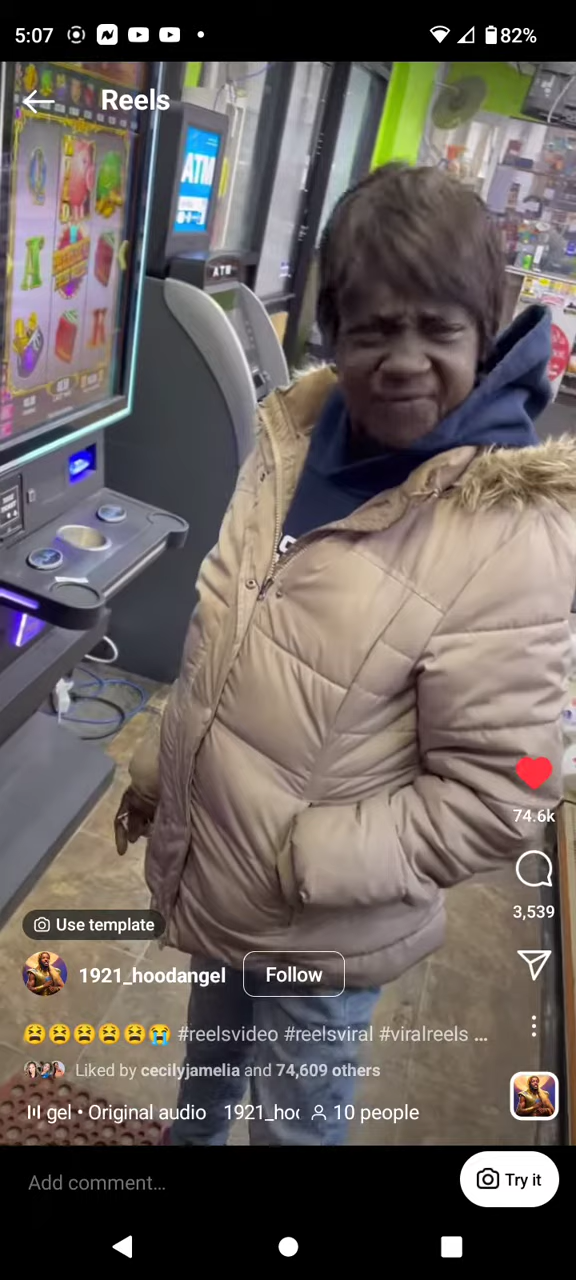 5:07 82%
Reels
ATM
ATM
Use template
1921_hoodangel Follow
😫😫😫😫😫😭 #reelsvideo #reelsviral #viralreels ...
Liked by cecilyjamelia and 74,609 others
gel • Original audio 1921_hoo 10 people
74.6k
3,539
Add comment...
Try it